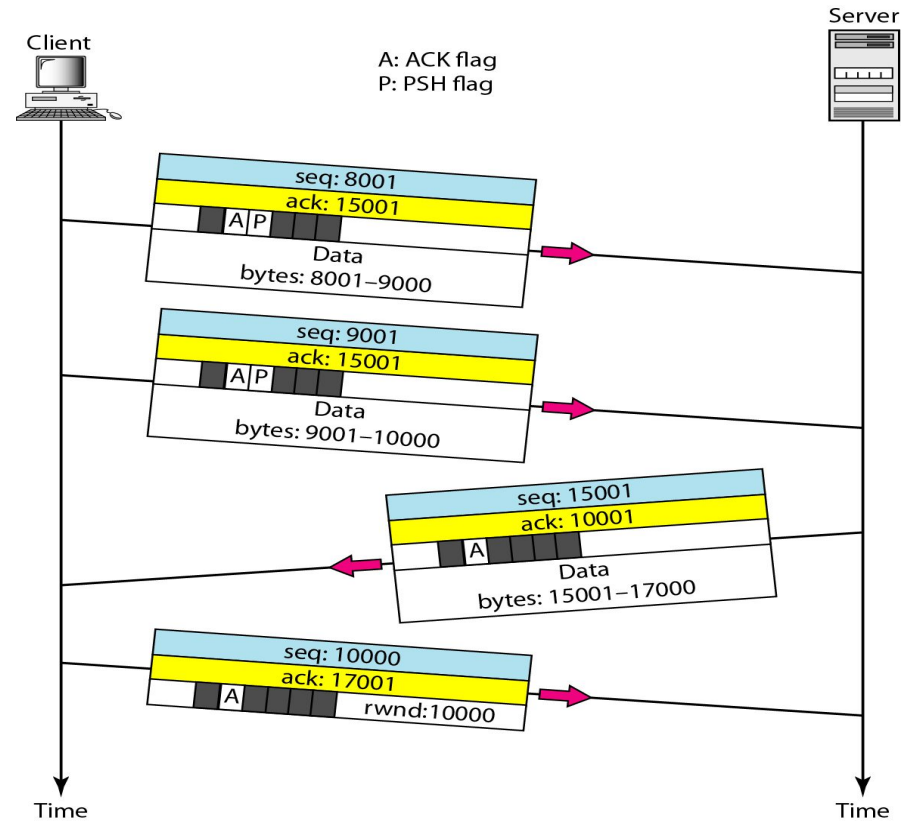 Client
Server
A: ACK flag
P: PSH flag
seq: 8001
ack: 15001
A P
Data
bytes: 8001–9000
seq: 9001
ack: 15001
A P
Data
bytes: 9001–10000
seq: 15001
ack: 10001
A
Data
bytes: 15001–17000
seq: 10000
ack: 17001
A
rwnd:10000
Time
Time